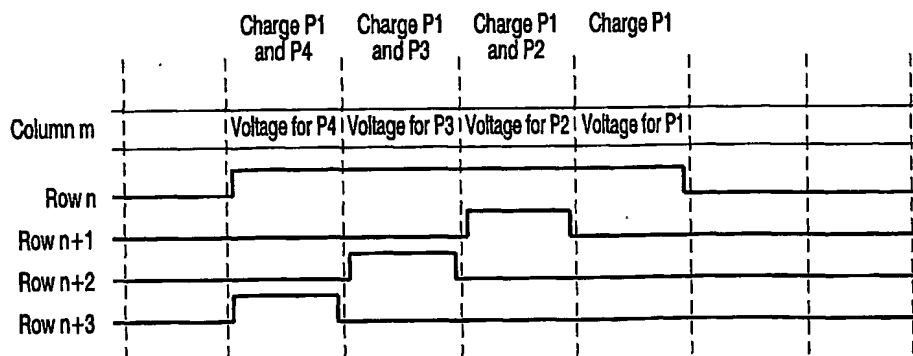 Charge P1 and P4
Charge P1 and P3
Charge P1 and P2
Charge P1
Column m
Voltage for P4
Voltage for P3
Voltage for P2
Voltage for P1
Row n
Row n+1
Row n+2
Row n+3